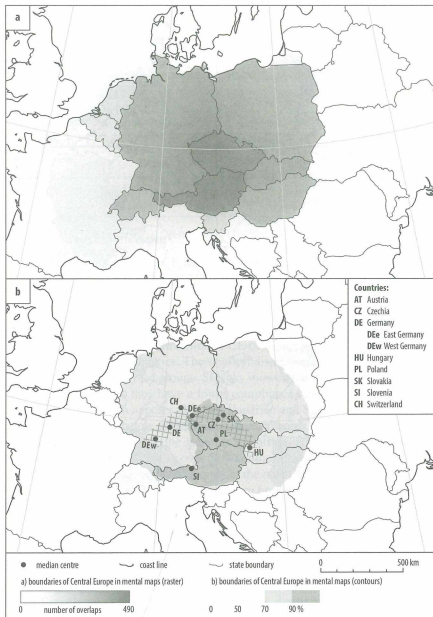 a
b
Countries:
AT Austria
CZ Czechia
DE Germany
DEe East Germany
DEw West Germany
HU Hungary
PL Poland
SK Slovakia
SI Slovenia
CH Switzerland
CH
DEe
SK
DE
CZ
AT
PL
DEw
HU
SI
median centre
coast line
state boundary
0 500 km
a) boundaries of Central Europe in mental maps (raster)
b) boundaries of Central Europe in mental maps (contours)
0 number of overlaps 490
0 50 70 90 %